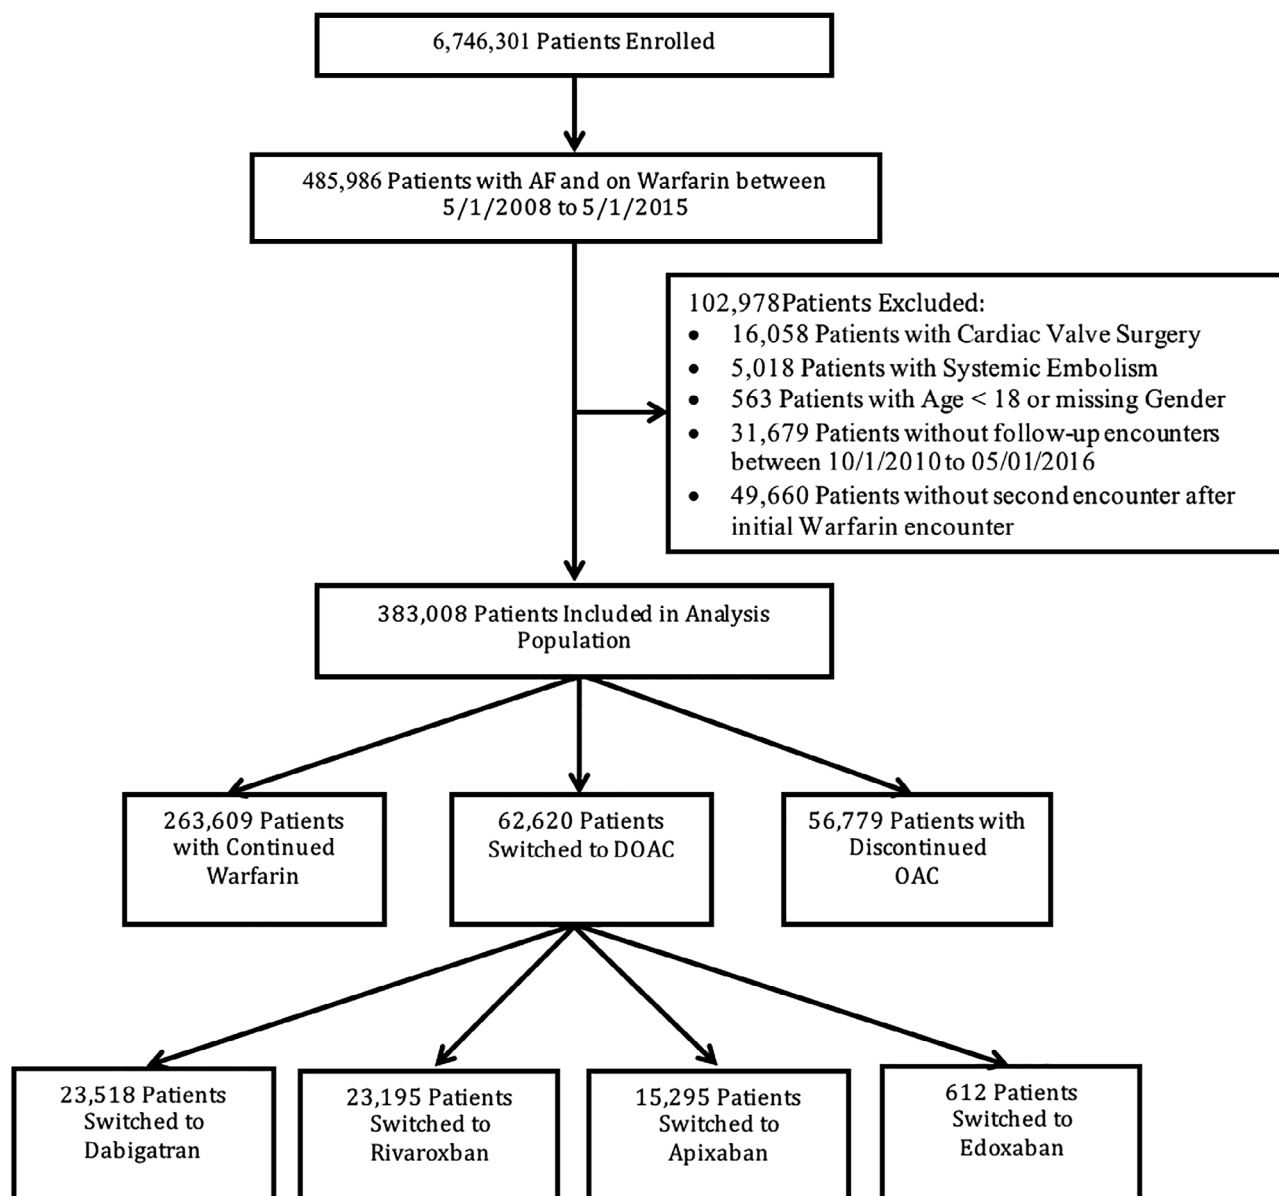 6,746,301 Patients Enrolled
485,986 Patients with AF and on Warfarin between
5/1/2008 to 5/1/2015
102,978Patients Excluded:
• 16,058 Patients with Cardiac Valve Surgery
• 5,018 Patients with Systemic Embolism
• 563 Patients with Age < 18 or missing Gender
• 31,679 Patients without follow-up encounters
between 10/1/2010 to 05/01/2016
• 49,660 Patients without second encounter after
initial Warfarin encounter
383,008 Patients Included in Analysis
Population
263,609 Patients
with Continued
Warfarin
62,620 Patients
Switched to DOAC
56,779 Patients with
Discontinued
OAC
23,518 Patients
Switched to
Dabigatran
23,195 Patients
Switched to
Rivaroxban
15,295 Patients
Switched to
Apixaban
612 Patients
Switched to
Edoxaban